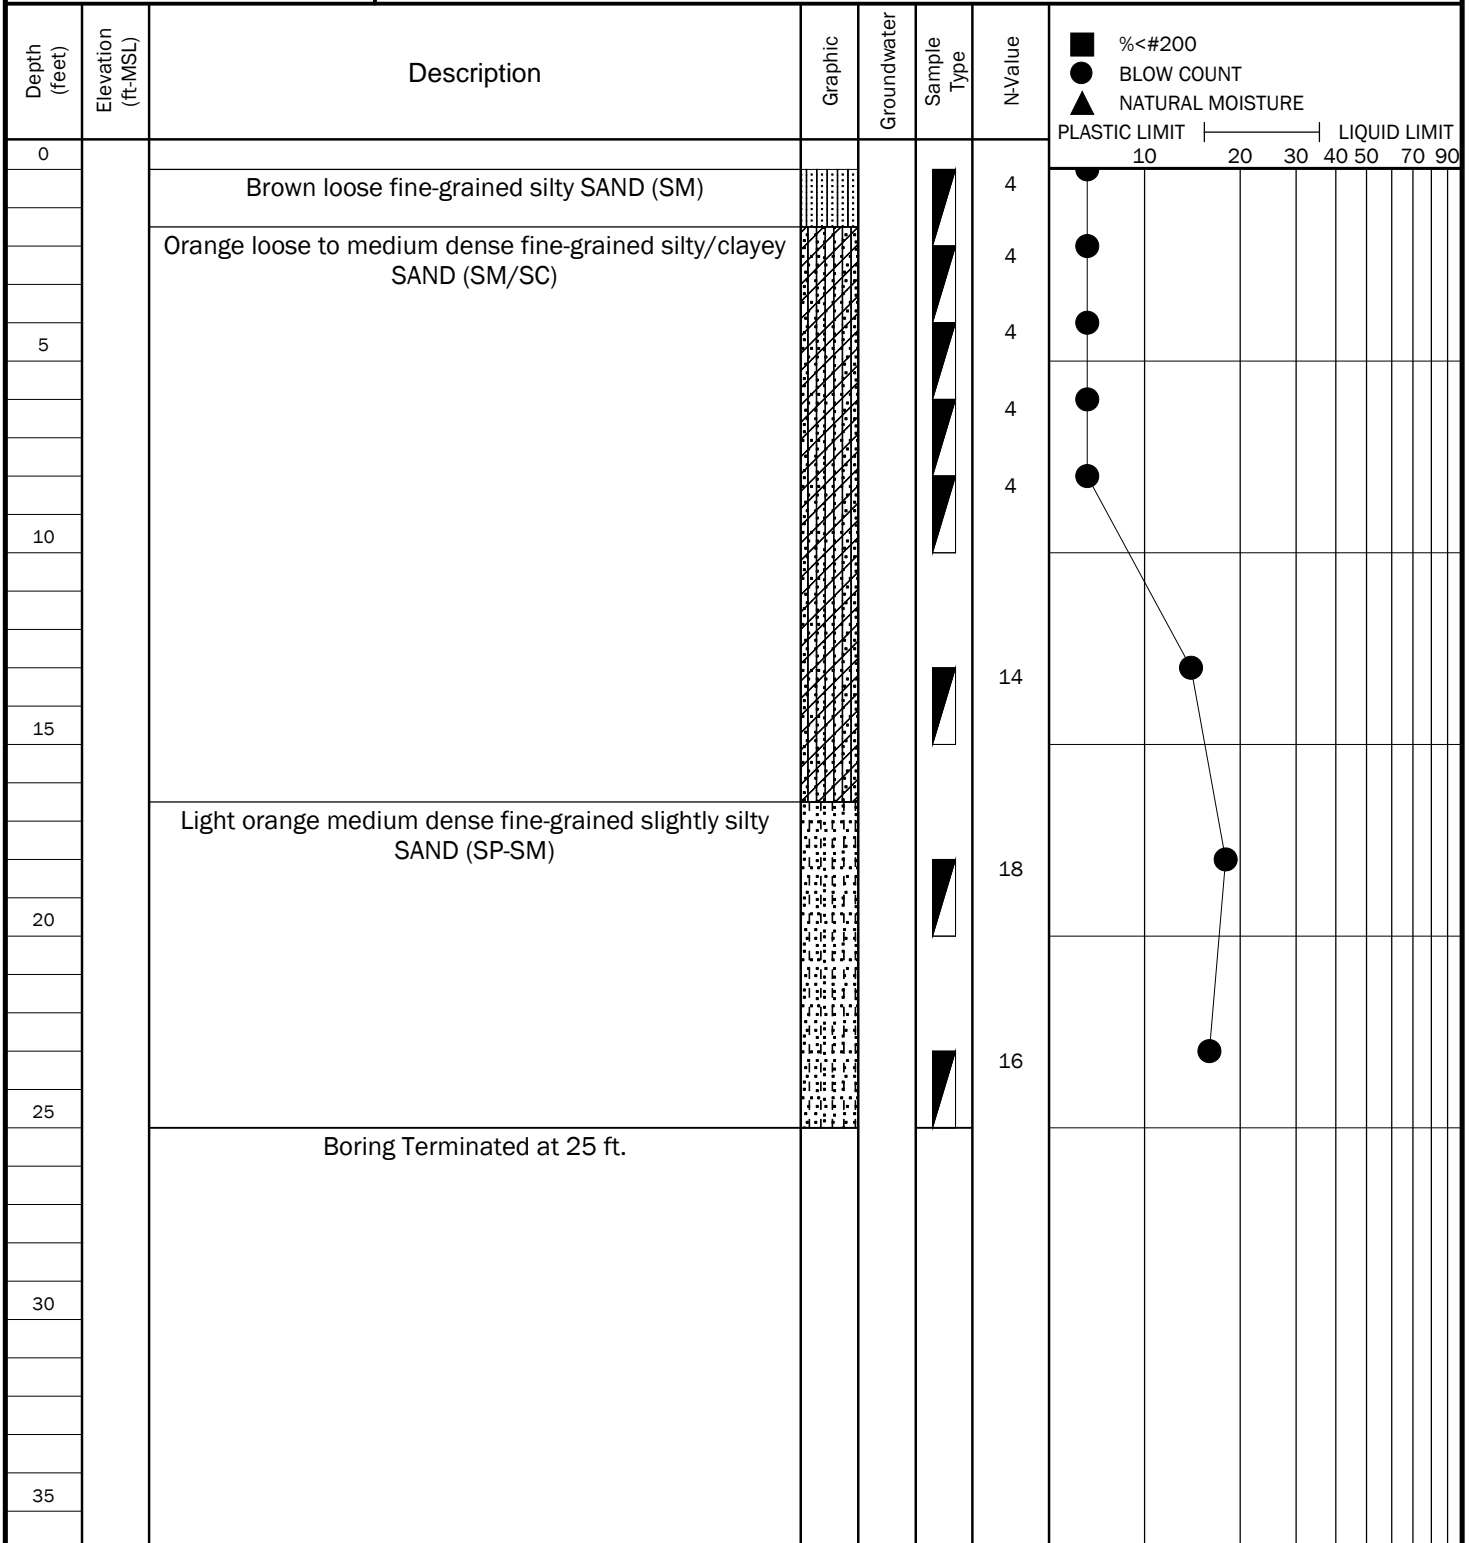 Depth
(feet)
Elevation
(ft-MSL)
Description
Graphic
Groundwater
Sample
Type
N-Value
%<#200
BLOW COUNT
NATURAL MOISTURE
PLASTIC LIMIT LIQUID LIMIT
10 20 30 40 50 70 90
0
Brown loose fine-grained silty SAND (SM)
4
Orange loose to medium dense fine-grained silty/clayey
SAND (SM/SC)
4
5
4
4
4
10
14
15
Light orange medium dense fine-grained slightly silty
SAND (SP-SM)
18
20
16
25
Boring Terminated at 25 ft.
30
35